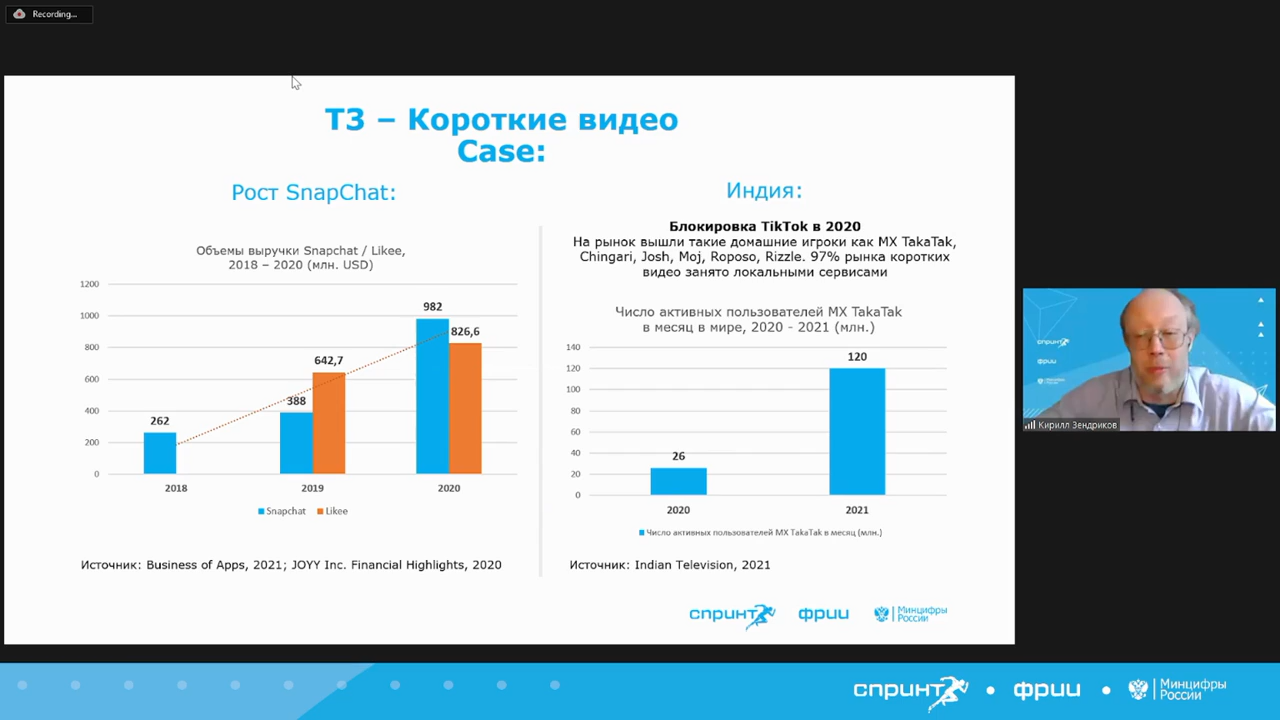 Recording...
Т3 – Короткие видео
Case:
Рост SnapChat:
Объемы выручки Snapchat / Likee,
2018 – 2020 (млн. USD)
1200
1000
800
600
400
200
0
262
388
642,7
982
826,6
2018
2019
2020
Snapchat
Likee
Источник: Business of Apps, 2021; JOYY Inc. Financial Highlights, 2020
Индия:
Блокировка TikTok в 2020
На рынок вышли такие домашние игроки как MX TakaTak,
Chingari, Josh, Moj, Roposo, Rizzle. 97% рынка коротких
видео занято локальными сервисами
Число активных пользователей MX TakaTak
в месяц в мире, 2020 - 2021 (млн.)
140
120
100
80
60
40
20
0
26
120
2020
2021
Число активных пользователей MX TakaTak в месяц (млн.)
Источник: Indian Television, 2021
спринт
фрии
Минцифры
России
спринт
фрии
Кирилл Зендриков
спринт
фрии
Минцифры
России